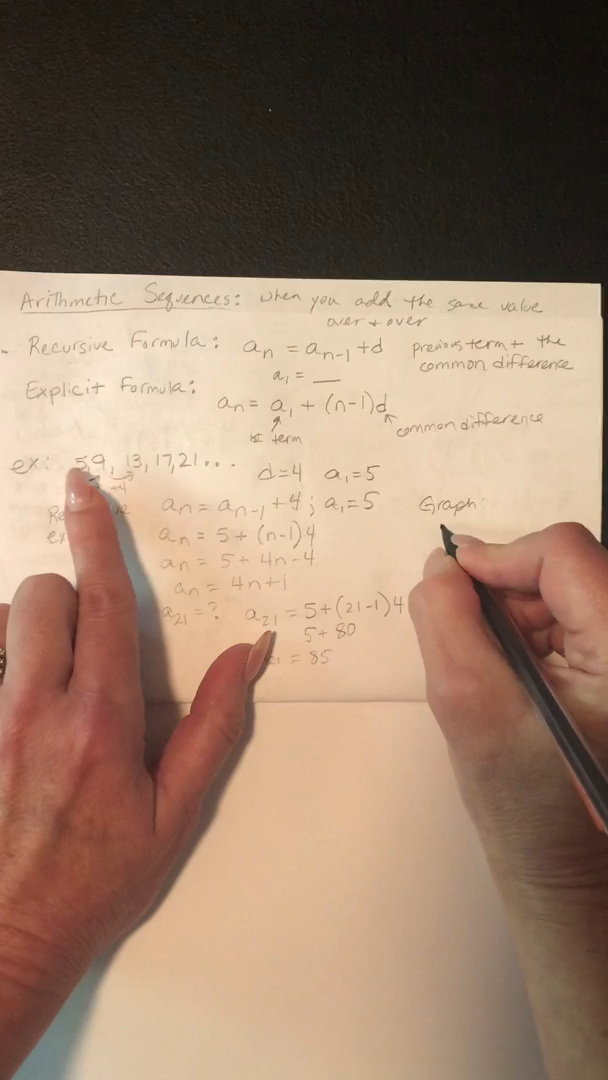 Arithmetic Sequences: when you add the same value
over + over
Recursive Formula: aₙ = aₙ₋₁ + d previous term + the
common difference
a₁ = __
Explicit Formula:
aₙ = a₁ + (n-1)d
1st term
common difference
ex: 5, 9, 13, 17, 21...
+4
d=4 a₁=5
aₙ = aₙ₋₁ + 4 ; a₁ = 5
Graph:
aₙ = 5 + (n-1)4
aₙ = 5 + 4n - 4
aₙ = 4n+1
a₂₁ = ? a₂₁ = 5 + (21-1)4
5 + 80
= 85